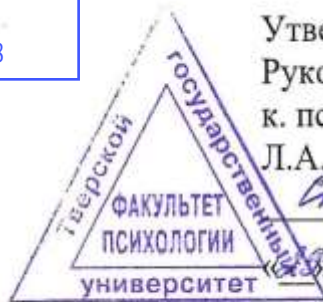 Утве
Руко
к. пс
Л.А.
Тверской
государственный
университет
ФАКУЛЬТЕТ
ПСИХОЛОГИИ